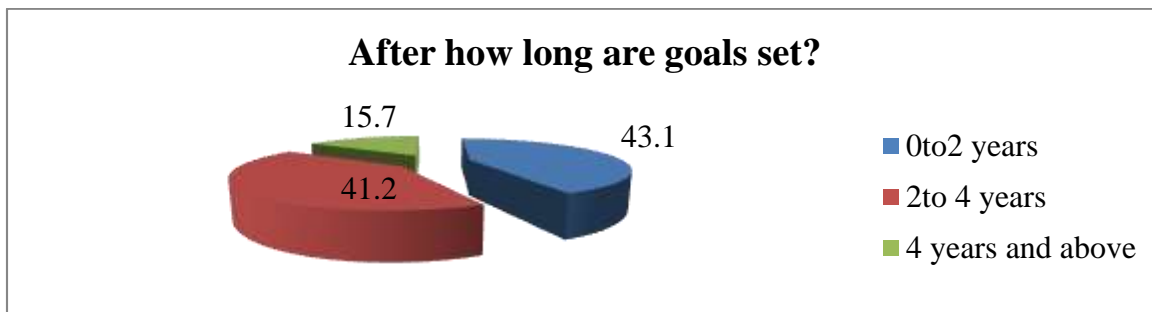 After how long are goals set?
15.7
43.1
41.2
0to2 years
2to 4 years
4 years and above